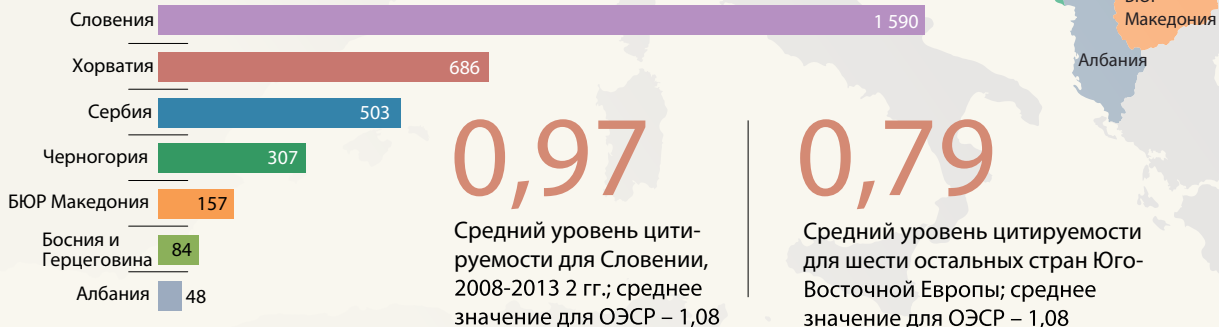 Словения
1 590
Хорватия
686
Сербия
503
Черногория
307
БЮР Македония
157
Босния и
Герцеговина
84
Албания
48
0,97
Средний уровень цити-
руемости для Словении,
2008-2013 2 гг.; среднее
значение для ОЭСР – 1,08
0,79
Средний уровень цитируемости
для шести остальных стран Юго-
Восточной Европы; среднее
значение для ОЭСР – 1,08
Македония
Албания